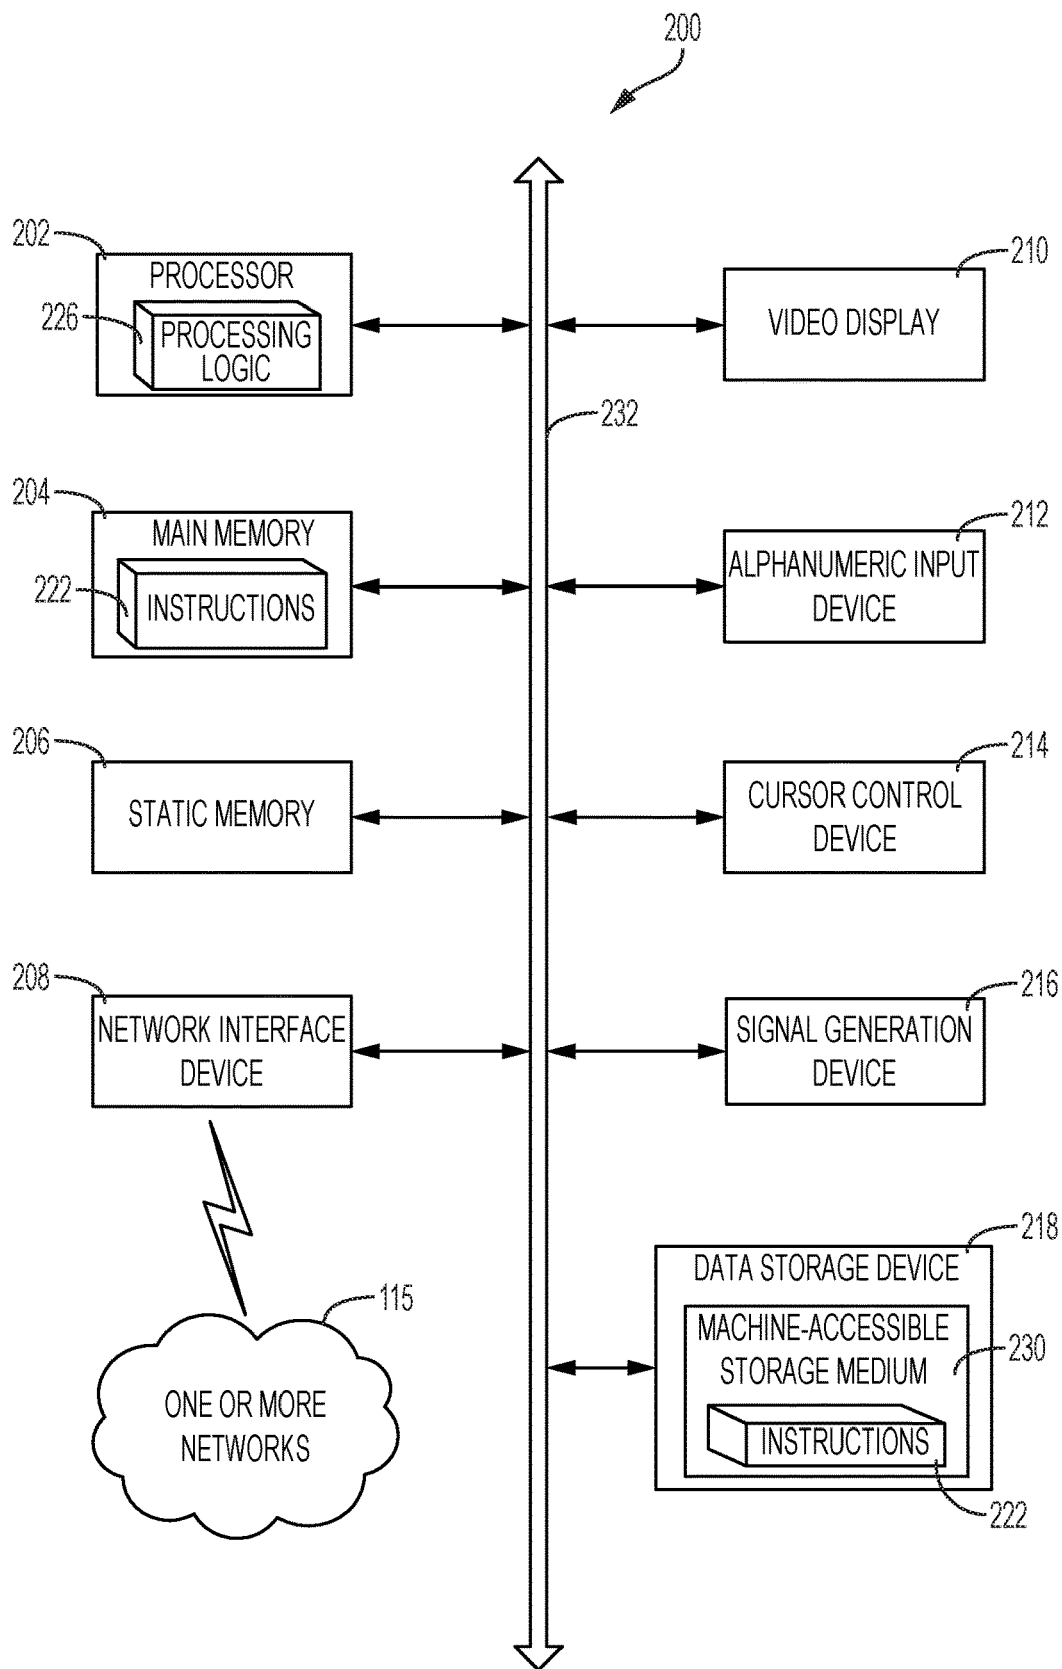 200
202
PROCESSOR
226
PROCESSING
LOGIC
210
VIDEO DISPLAY
232
204
MAIN MEMORY
222
INSTRUCTIONS
212
ALPHANUMERIC INPUT
DEVICE
206
STATIC MEMORY
214
CURSOR CONTROL
DEVICE
208
NETWORK INTERFACE
DEVICE
216
SIGNAL GENERATION
DEVICE
115
ONE OR MORE
NETWORKS
218
DATA STORAGE DEVICE
MACHINE-ACCESSIBLE
STORAGE MEDIUM
230
INSTRUCTIONS
222